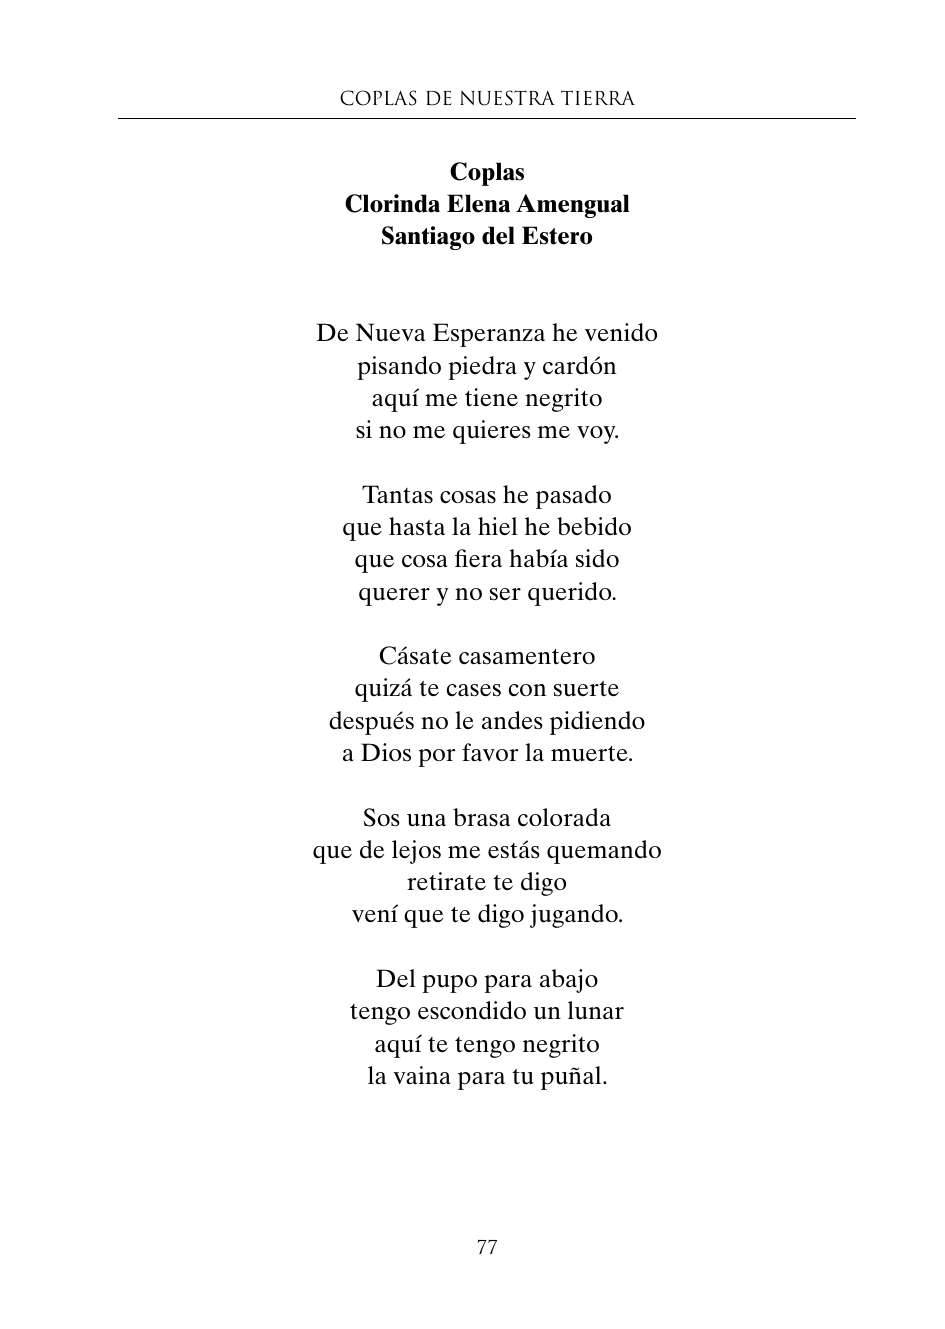 COPLAS DE NUESTRA TIERRA
Coplas
Clorinda Elena Amengual
Santiago del Estero
De Nueva Esperanza he venido
pisando piedra y cardón
aquí me tiene negrito
si no me quieres me voy.
Tantas cosas he pasado
que hasta la hiel he bebido
que cosa fiera había sido
querer y no ser querido.
Cásate casamentero
quizá te cases con suerte
después no le andes pidiendo
a Dios por favor la muerte.
Sos una brasa colorada
que de lejos me estás quemando
retirate te digo
vení que te digo jugando.
Del pupo para abajo
tengo escondido un lunar
aquí te tengo negrito
la vaina para tu puñal.
77